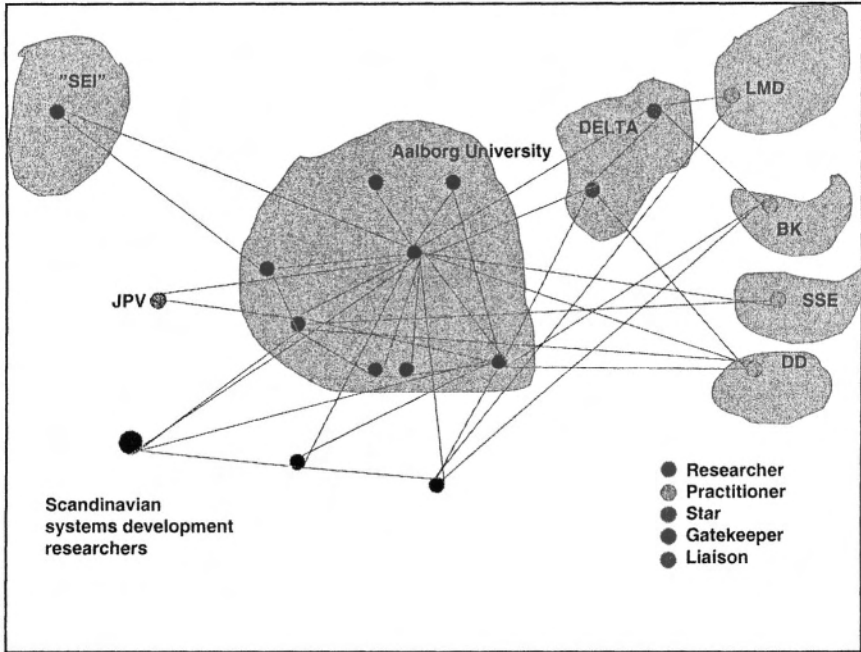 "SEI"
LMD
DELTA
Aalborg University
BK
JPV
SSE
DD
Scandinavian
systems development
researchers
Researcher
Practitioner
Star
Gatekeeper
Liaison